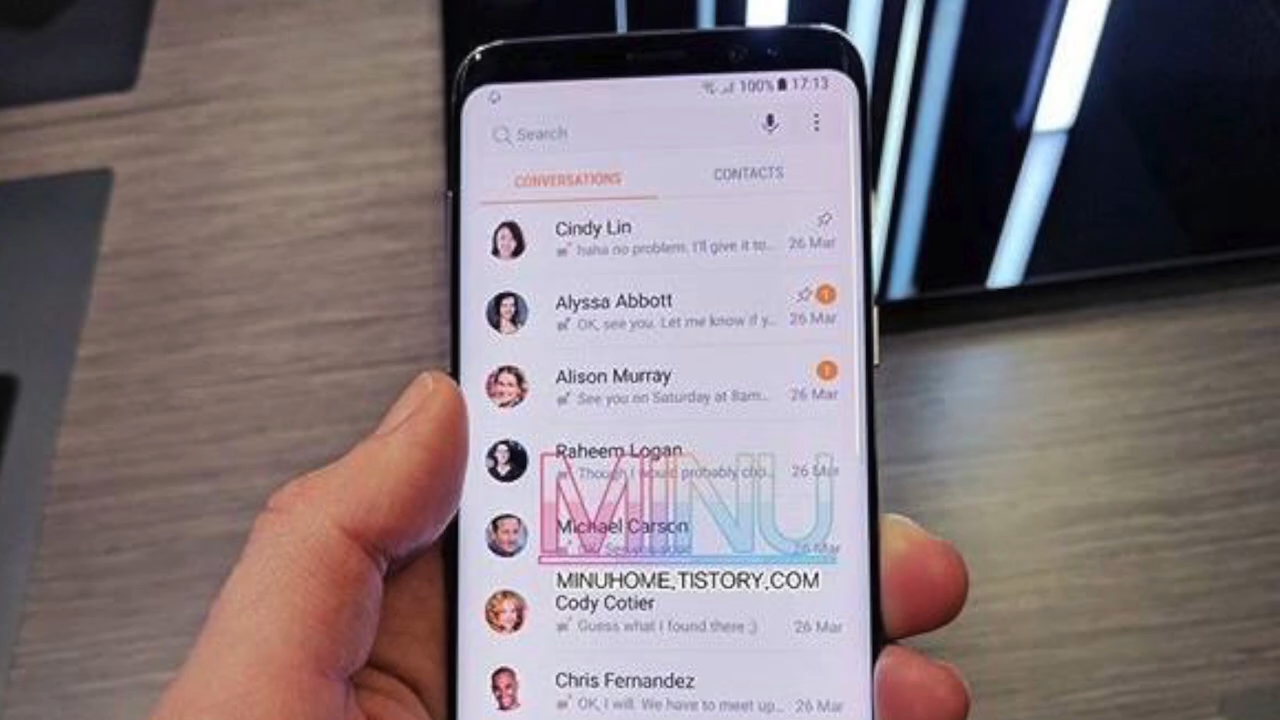 100% 17:13
Search
CONVERSATIONS CONTACTS
Cindy Lin
haha no problem. I'll give it to... 26 Mar
Alyssa Abbott 1
OK, see you. Let me know if y... 26 Mar
Alison Murray 1
See you on Saturday at 8am... 26 Mar
Raheem Logan
Though I would probably cho... 26 Mar
MINU
Michael Carson
26 Mar
MINUHOME.TISTORY.COM
Cody Cotier
Guess what I found there ;) 26 Mar
Chris Fernandez
OK, I will. We have to meet up... 26 Mar